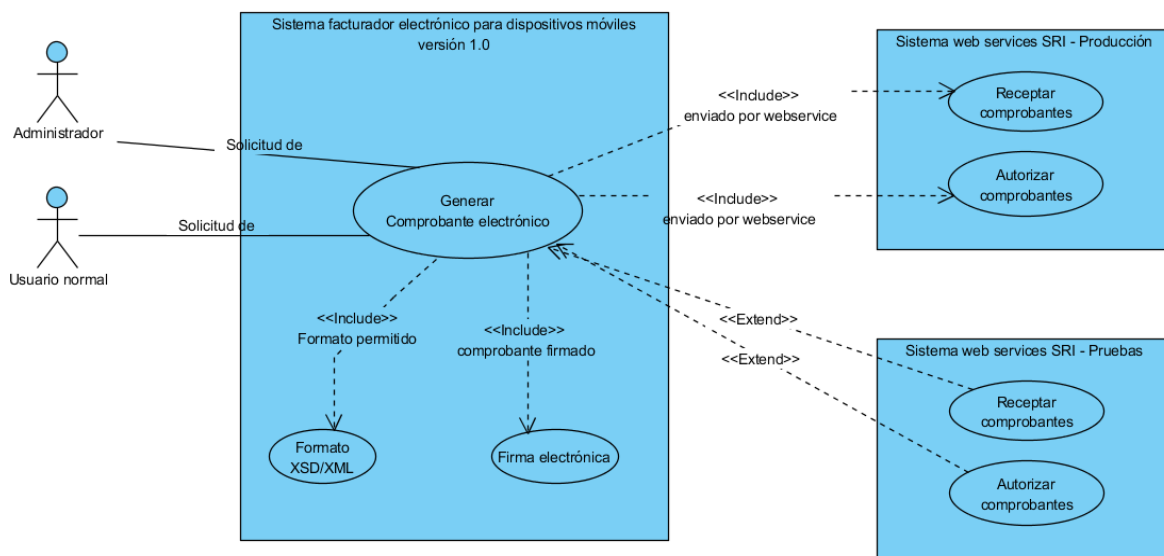 Sistema facturador electrónico para dispositivos móviles
versión 1.0
Administrador
Solicitud de
Usuario normal
Solicitud de
Generar
Comprobante electrónico
<<Include>>
Formato permitido
<<Include>>
comprobante firmado
Formato
XSD/XML
Firma electrónica
<<Include>>
enviado por webservice
<<Include>>
enviado por webservice
Sistema web services SRI - Producción
Receptar
comprobantes
Autorizar
comprobantes
<<Extend>>
<<Extend>>
Sistema web services SRI - Pruebas
Receptar
comprobantes
Autorizar
comprobantes